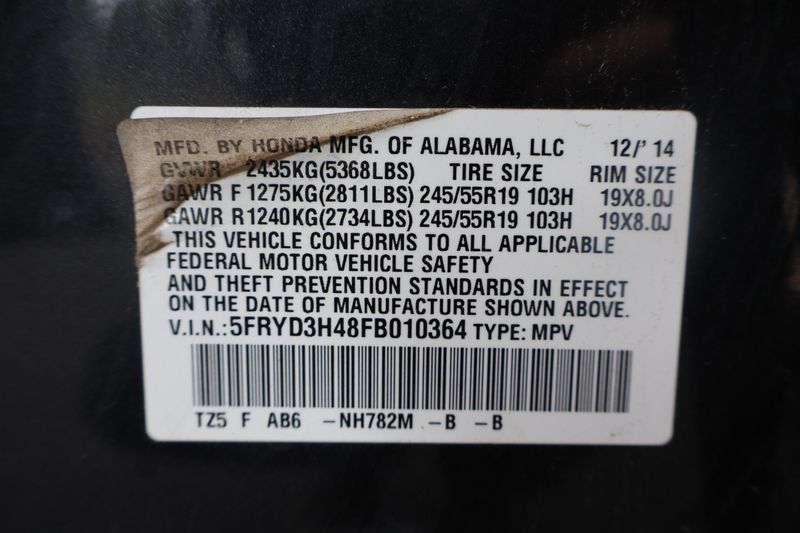 MFD. BY HONDA MFG. OF ALABAMA, LLC 12/' 14
GVWR 2435KG(5368LBS) TIRE SIZE RIM SIZE
GAWR F 1275KG(2811LBS) 245/55R19 103H 19X8.0J
GAWR R1240KG(2734LBS) 245/55R19 103H 19X8.0J
THIS VEHICLE CONFORMS TO ALL APPLICABLE
FEDERAL MOTOR VEHICLE SAFETY
AND THEFT PREVENTION STANDARDS IN EFFECT
ON THE DATE OF MANUFACTURE SHOWN ABOVE.
V.I.N.:5FRYD3H48FB010364 TYPE: MPV
TZ5 F AB6 -NH782M -B -B